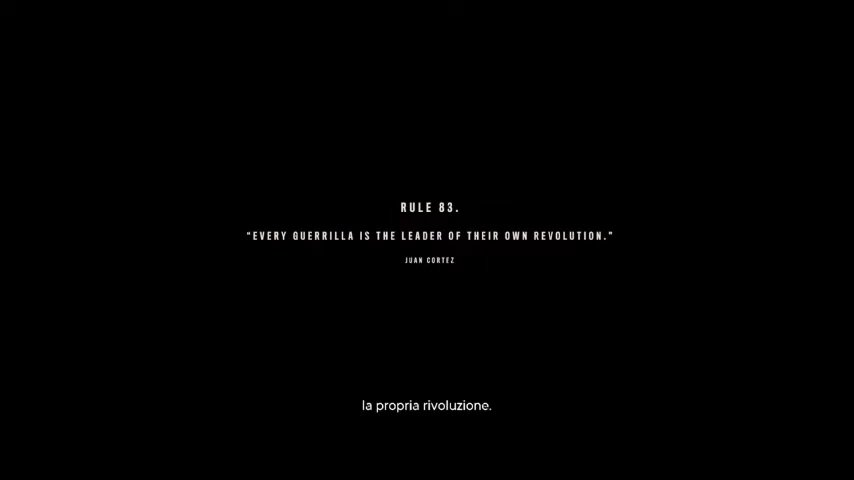 RULE 83.
“EVERY GUERRILLA IS THE LEADER OF THEIR OWN REVOLUTION.”
JUAN CORTEZ
la propria rivoluzione.